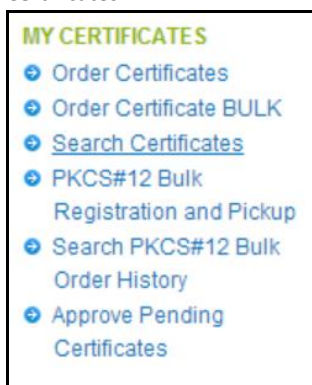 MY CERTIFICATES
Order Certificates
Order Certificate BULK
Search Certificates
PKCS#12 Bulk
Registration and Pickup
Search PKCS#12 Bulk
Order History
Approve Pending
Certificates